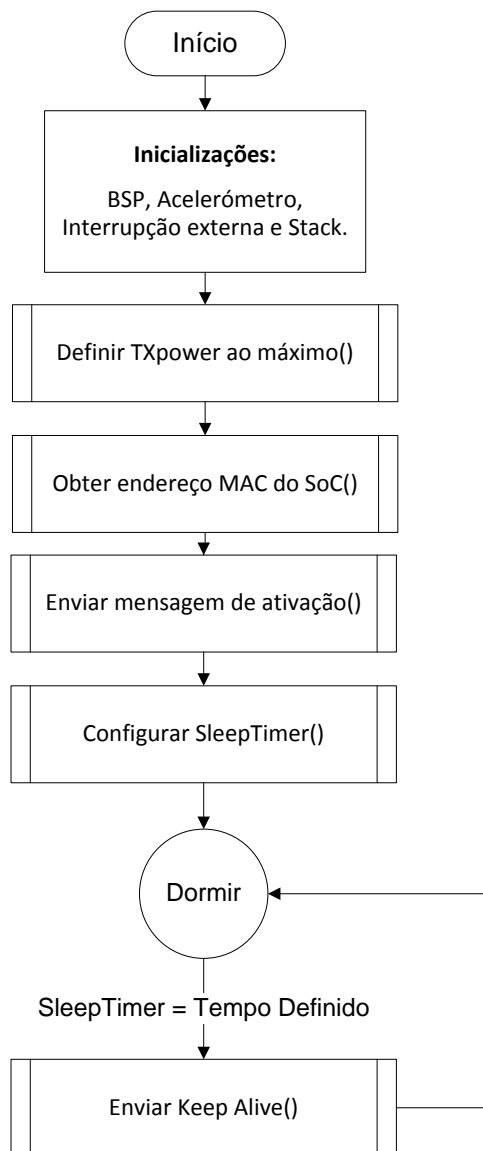 Início
Inicializações:
BSP, Acelerómetro,
Interrupção externa e Stack.
Definir TXpower ao máximo()
Obter endereço MAC do SoC()
Enviar mensagem de ativação()
Configurar SleepTimer()
Dormir
SleepTimer = Tempo Definido
Enviar Keep Alive()